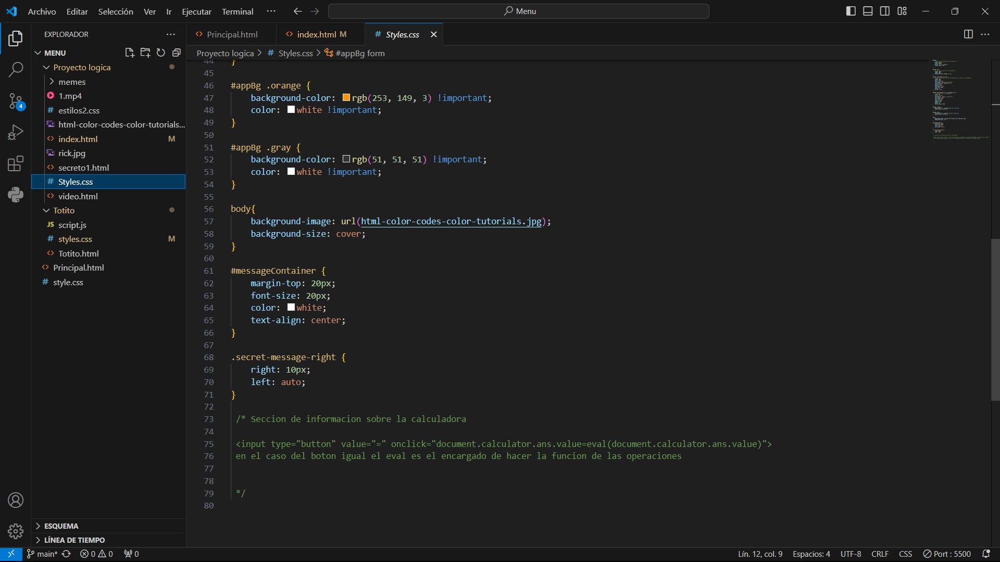 Archivo Editar Selección Ver Ir Ejecutar Terminal ··· Menu
EXPLORADOR ···
MENU
Proyecto logica
memes
1.mp4
# estilos2.css
html-color-codes-color-tutorials...
<> index.html M
rick.jpg
<> secreto1.html
# Styles.css
<> video.html
Totito
JS script.js
# styles.css M
<> Totito.html
<> Principal.html
# style.css
ESQUEMA
LÍNEA DE TIEMPO
4
<> Principal.html <> index.html M # Styles.css
Proyecto logica > # Styles.css > #appBg form
44 }
45
46 #appBg .orange {
47 background-color: rgb(253, 149, 3) !important;
48 color: white !important;
49 }
50
51 #appBg .gray {
52 background-color: rgb(51, 51, 51) !important;
53 color: white !important;
54 }
55
56 body{
57 background-image: url(html-color-codes-color-tutorials.jpg);
58 background-size: cover;
59 }
60
61 #messageContainer {
62 margin-top: 20px;
63 font-size: 20px;
64 color: white;
65 text-align: center;
66 }
67
68 .secret-message-right {
69 right: 10px;
70 left: auto;
71 }
72
73 /* Seccion de informacion sobre la calculadora
74
75 <input type="button" value="=" onclick="document.calculator.ans.value=eval(document.calculator.ans.value)">
76 en el caso del boton igual el eval es el encargado de hacer la funcion de las operaciones
77
78
79 */
80
main* 0 0 0 Lín. 12, col. 9 Espacios: 4 UTF-8 CRLF CSS Port : 5500